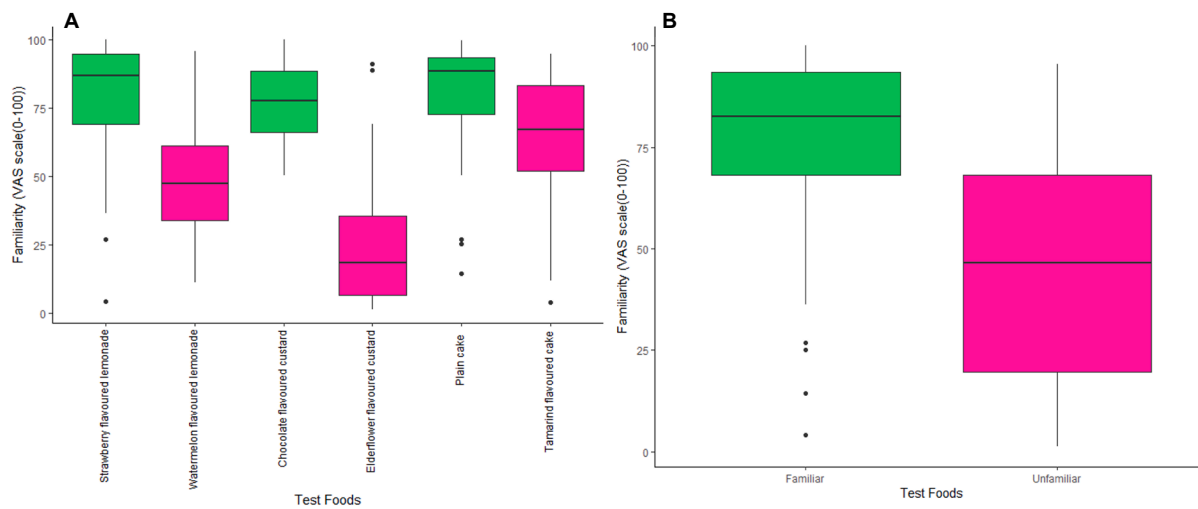 A
Familiarity (VAS scale(0-100))
100
75
50
25
0
Strawberry flavoured lemonade
Watermelon flavoured lemonade
Chocolate flavoured custard
Elderflower flavoured custard
Plain cake
Tamarind flavoured cake
Test Foods
B
Familiarity (VAS scale(0-100))
100
75
50
25
0
Familiar
Unfamiliar
Test Foods